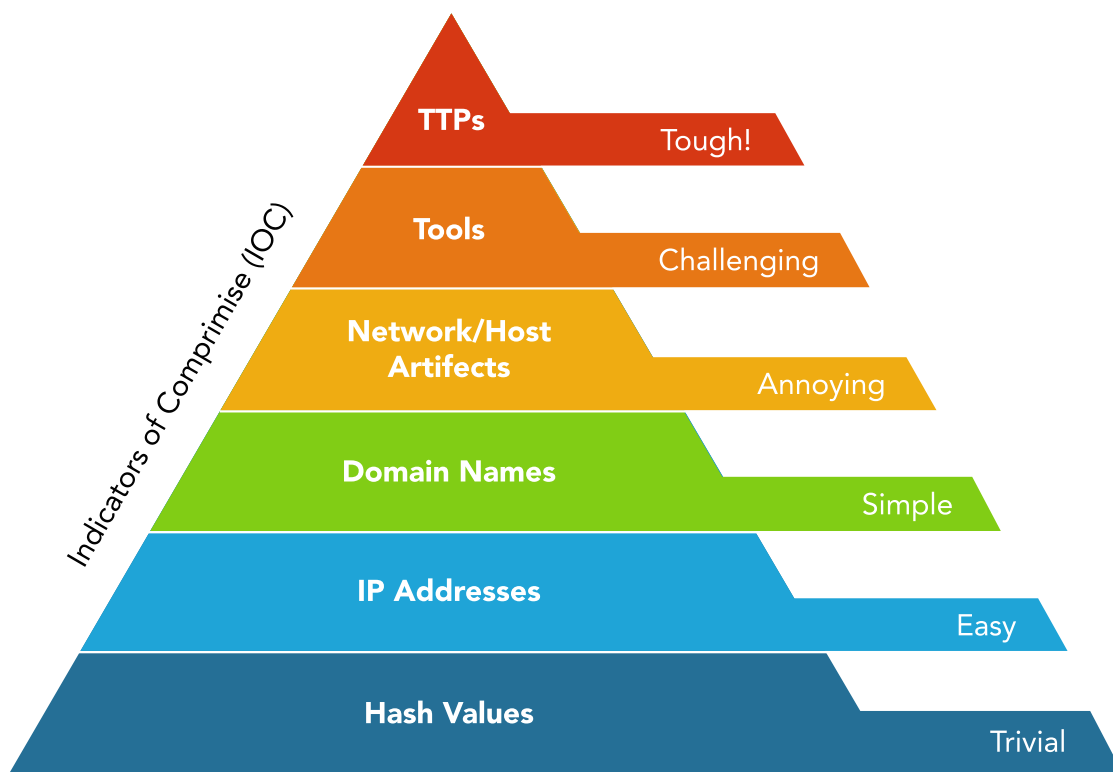 TTPs
Tough!
Tools
Challenging
Network/Host
Artifects
Annoying
Domain Names
Simple
IP Addresses
Easy
Hash Values
Trivial
Indicators of Comprimise (IOC)